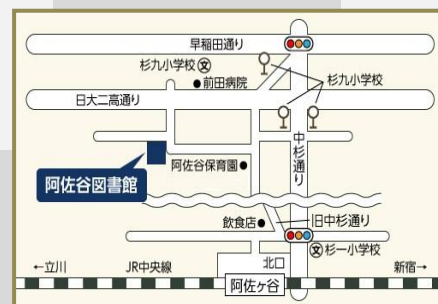 早稲田通り
杉九小学校 文
前田病院
杉九小学校
日大二高通り
中杉通り
阿佐谷保育園
阿佐谷図書館
飲食店
旧中杉通り
文 杉一小学校
←立川
JR中央線
北口
新宿→
阿佐ヶ谷